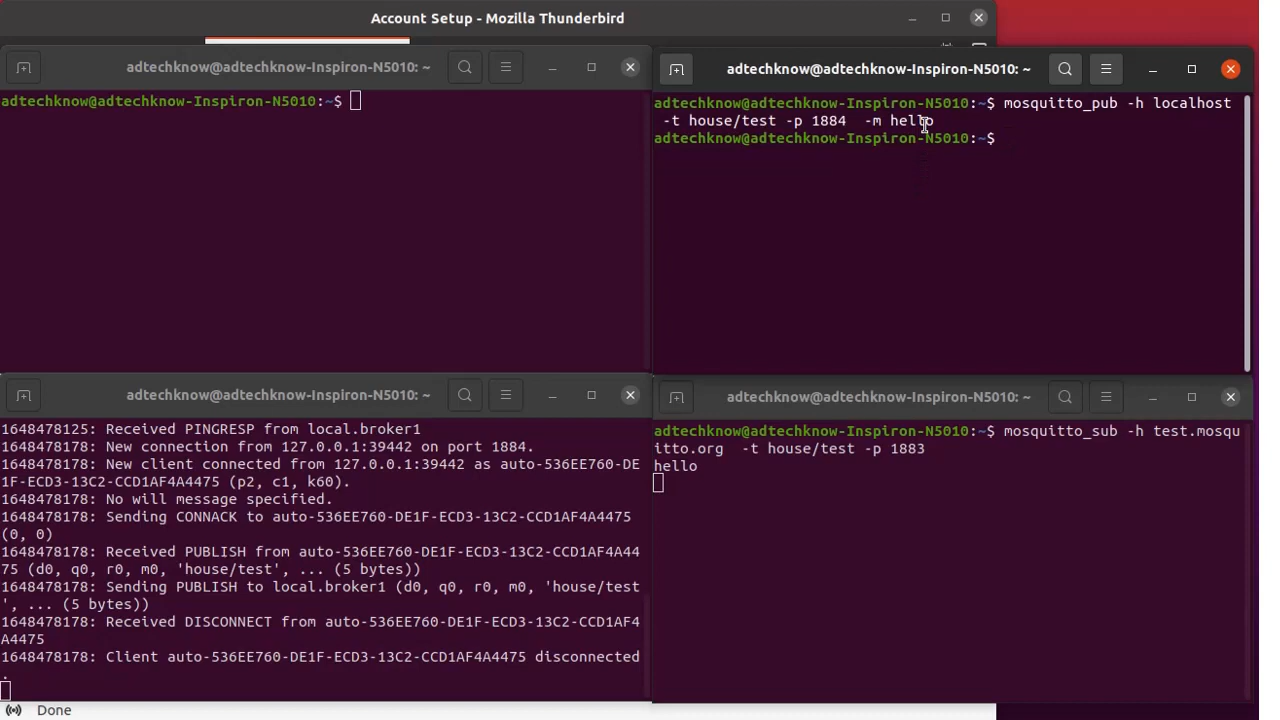 Account Setup - Mozilla Thunderbird
adtechknow@adtechknow-Inspiron-N5010: ~
adtechknow@adtechknow-Inspiron-N5010:~$
adtechknow@adtechknow-Inspiron-N5010: ~
adtechknow@adtechknow-Inspiron-N5010:~$ mosquitto_pub -h localhost
-t house/test -p 1884  -m hello
adtechknow@adtechknow-Inspiron-N5010:~$
adtechknow@adtechknow-Inspiron-N5010: ~
1648478125: Received PINGRESP from local.broker1
1648478178: New connection from 127.0.0.1:39442 on port 1884.
1648478178: New client connected from 127.0.0.1:39442 as auto-536EE760-DE
1F-ECD3-13C2-CCD1AF4A4475 (p2, c1, k60).
1648478178: No will message specified.
1648478178: Sending CONNACK to auto-536EE760-DE1F-ECD3-13C2-CCD1AF4A4475
(0, 0)
1648478178: Received PUBLISH from auto-536EE760-DE1F-ECD3-13C2-CCD1AF4A44
75 (d0, q0, r0, m0, 'house/test', ... (5 bytes))
1648478178: Sending PUBLISH to local.broker1 (d0, q0, r0, m0, 'house/test
', ... (5 bytes))
1648478178: Received DISCONNECT from auto-536EE760-DE1F-ECD3-13C2-CCD1AF4
A4475
1648478178: Client auto-536EE760-DE1F-ECD3-13C2-CCD1AF4A4475 disconnected
.
adtechknow@adtechknow-Inspiron-N5010: ~
adtechknow@adtechknow-Inspiron-N5010:~$ mosquitto_sub -h test.mosqu
itto.org  -t house/test -p 1883
hello
Done